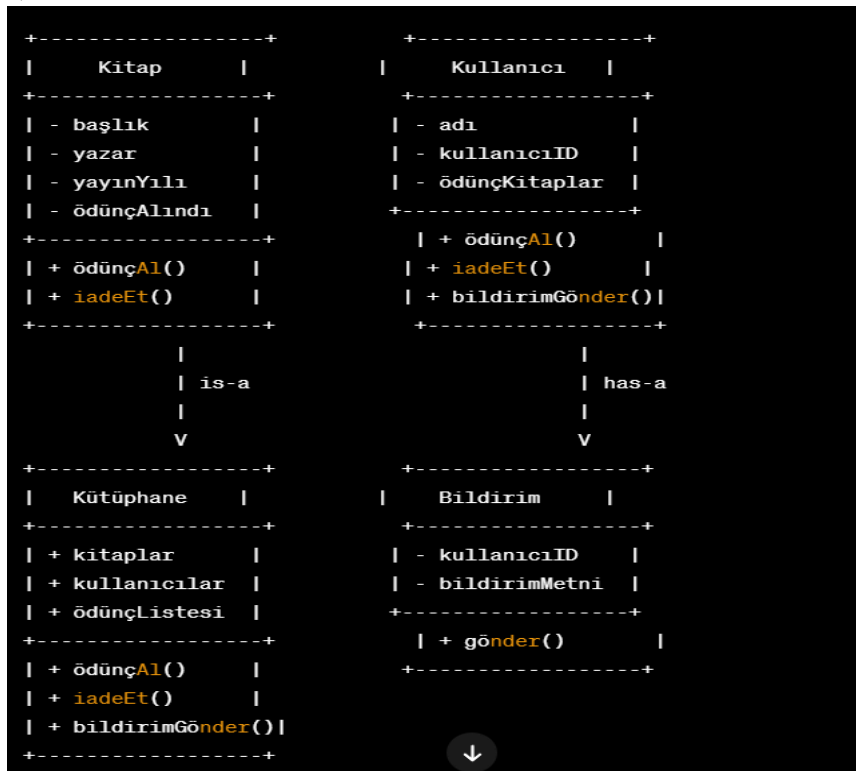 +------------------+          +------------------+
|      Kitap       |        |     Kullanıcı    |
+------------------+          +------------------+
| - başlık         |         | - adı            |
| - yazar          |         | - kullanıcıID    |
| - yayınYılı      |         | - ödünçKitaplar  |
| - ödünçAlındı    |         +------------------+
+------------------+           | + ödünçAl()      |
| + ödünçAl()      |          | + iadeEt()       |
| + iadeEt()       |          | + bildirimGönder()|
+------------------+           +------------------+
            |                             |
            | is-a                        | has-a
            |                             |
            V                             V
+------------------+          +------------------+
|    Kütüphane     |        |    Bildirim      |
+------------------+          +------------------+
| + kitaplar       |         | - kullanıcıID    |
| + kullanıcılar   |         | - bildirimMetni  |
| + ödünçListesi   |         +------------------+
+------------------+           | + gönder()       |
| + ödünçAl()      |          +------------------+
| + iadeEt()       |
| + bildirimGönder()|
+------------------+